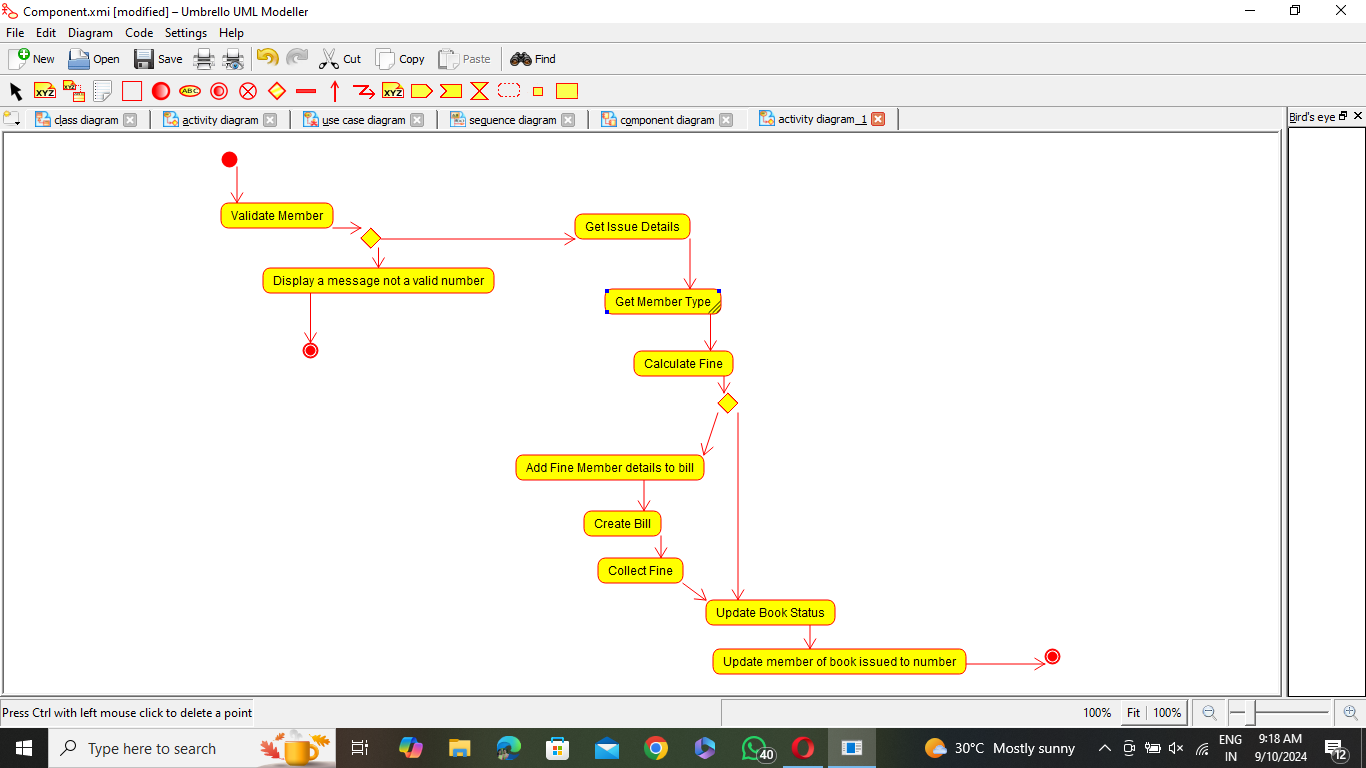 Component.xmi [modified] – Umbrello UML Modeller
File Edit Diagram Code Settings Help
New Open Save Cut Copy Paste Find
XYZ XYZ ABC XYZ
class diagram activity diagram use case diagram sequence diagram component diagram activity diagram_1 Bird's eye
Validate Member
Get Issue Details
Display a message not a valid number
Get Member Type
Calculate Fine
Add Fine Member details to bill
Create Bill
Collect Fine
Update Book Status
Update member of book issued to number
Press Ctrl with left mouse click to delete a point 100% Fit 100%
Type here to search 40 30°C Mostly sunny ENG IN 9:18 AM 9/10/2024 12